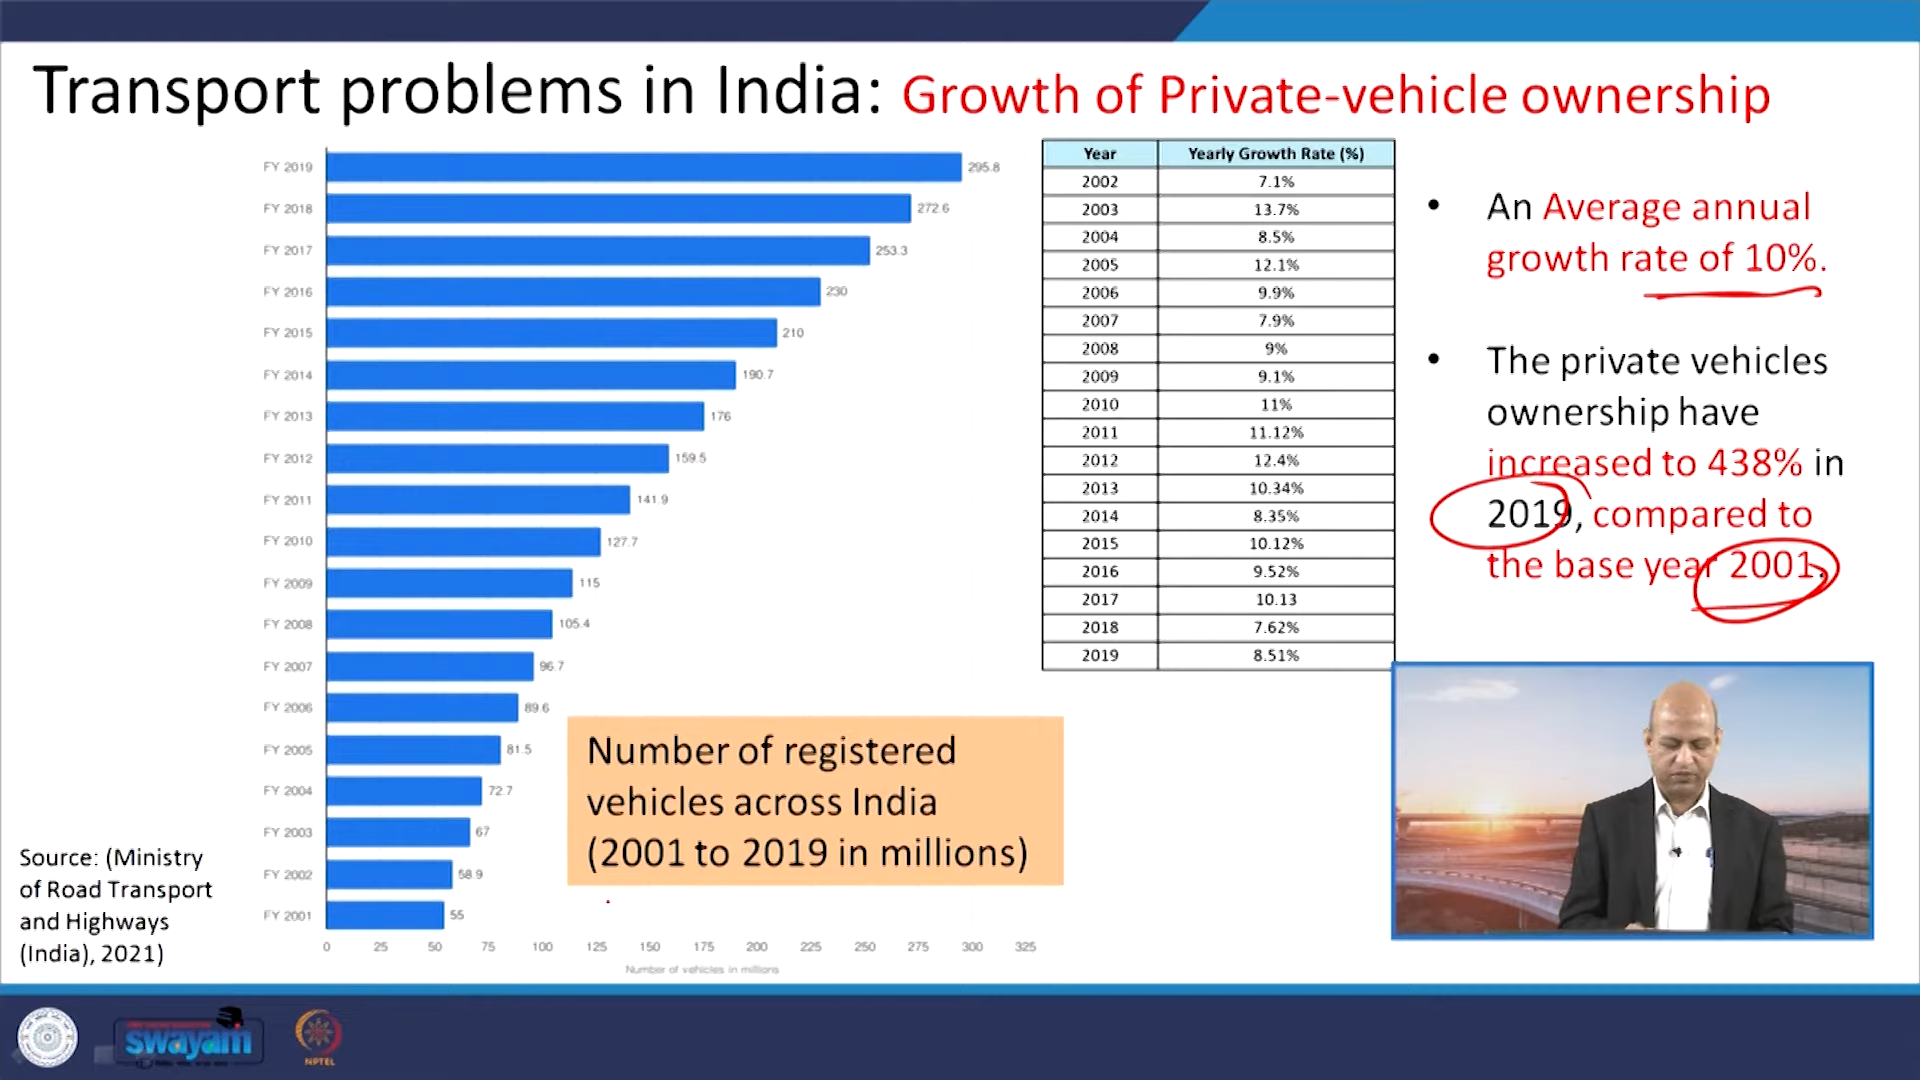 Transport problems in India: Growth of Private-vehicle ownership
FY 2019 295.8
FY 2018 272.6
FY 2017 253.3
FY 2016 230
FY 2015 210
FY 2014 190.7
FY 2013 176
FY 2012 159.5
FY 2011 141.9
FY 2010 127.7
FY 2009 115
FY 2008 105.4
FY 2007 96.7
FY 2006 89.6
FY 2005 81.5
FY 2004 72.7
FY 2003 67
FY 2002 58.9
FY 2001 55
0 25 50 75 100 125 150 175 200 225 250 275 300 325
Number of vehicles in millions
Number of registered
vehicles across India
(2001 to 2019 in millions)
Source: (Ministry
of Road Transport
and Highways
(India), 2021)
Year Yearly Growth Rate (%)
2002 7.1%
2003 13.7%
2004 8.5%
2005 12.1%
2006 9.9%
2007 7.9%
2008 9%
2009 9.1%
2010 11%
2011 11.12%
2012 12.4%
2013 10.34%
2014 8.35%
2015 10.12%
2016 9.52%
2017 10.13
2018 7.62%
2019 8.51%
• An Average annual
growth rate of 10%.
• The private vehicles
ownership have
increased to 438% in
2019, compared to
the base year 2001.
swayam
NPTEL